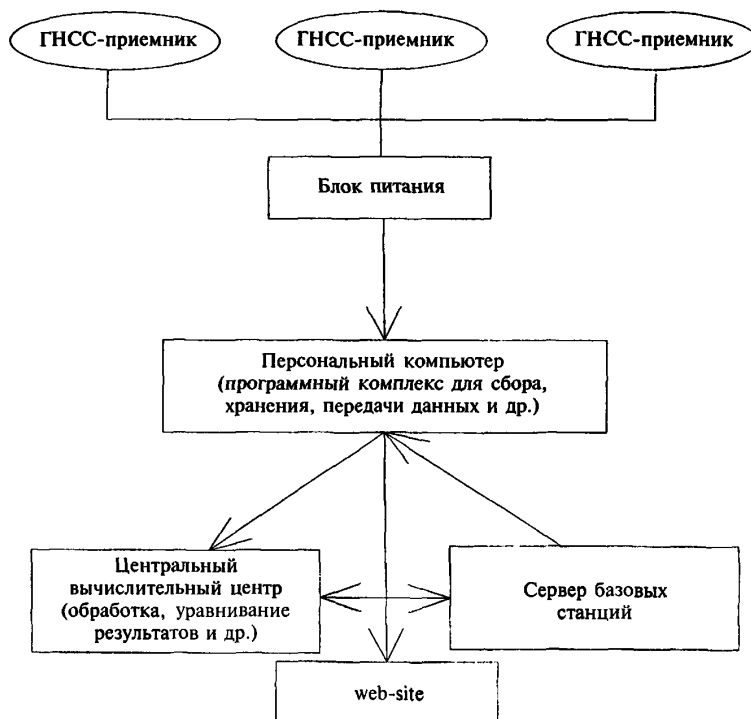 ГНСС-приемник
ГНСС-приемник
ГНСС-приемник
Блок питания
Персональный компьютер
(программный комплекс для сбора,
хранения, передачи данных и др.)
Центральный
вычислительный центр
(обработка, уравнивание
результатов и др.)
Сервер базовых
станций
web-site